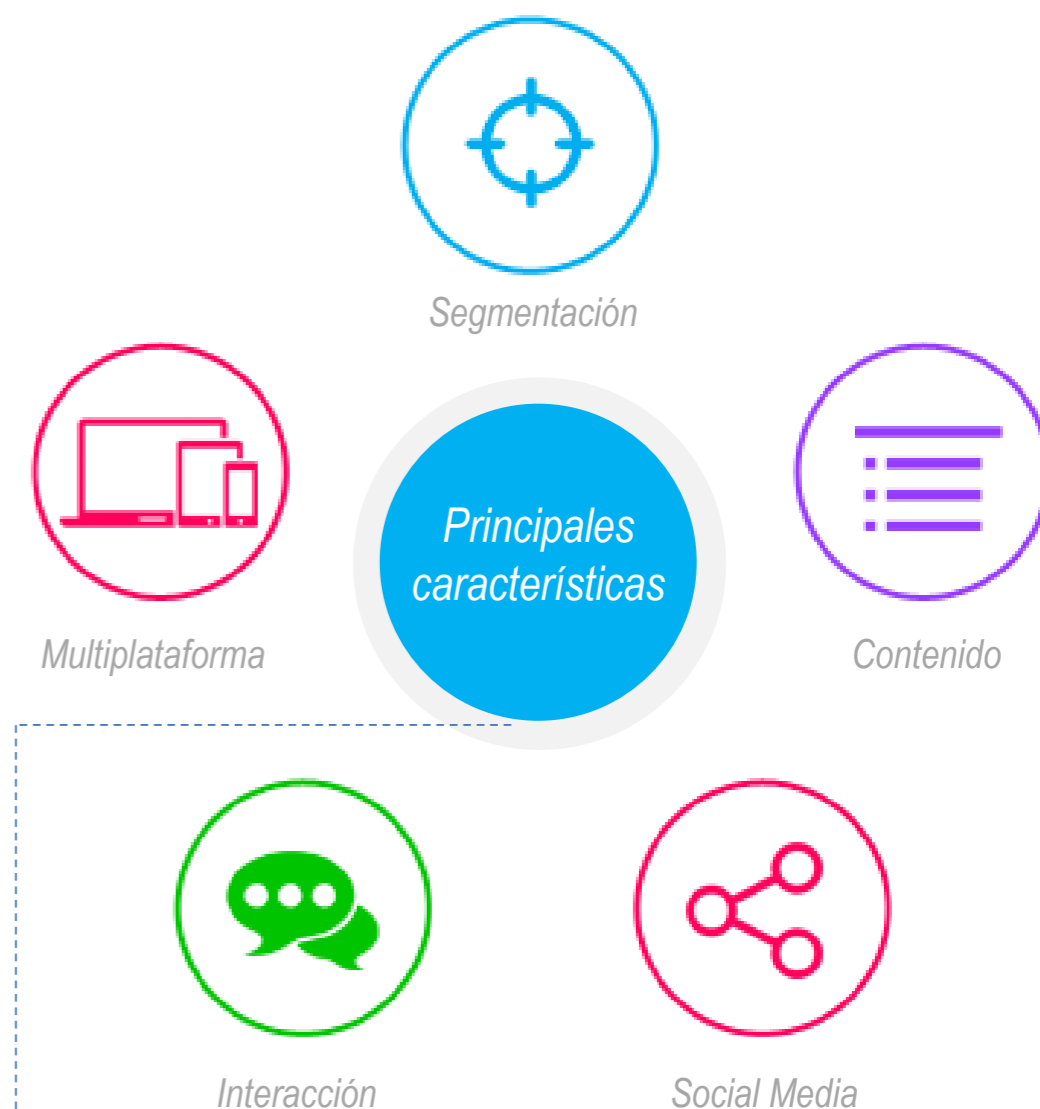 Segmentación
Principales
características
Multiplataforma
Contenido
Interacción
Social Media